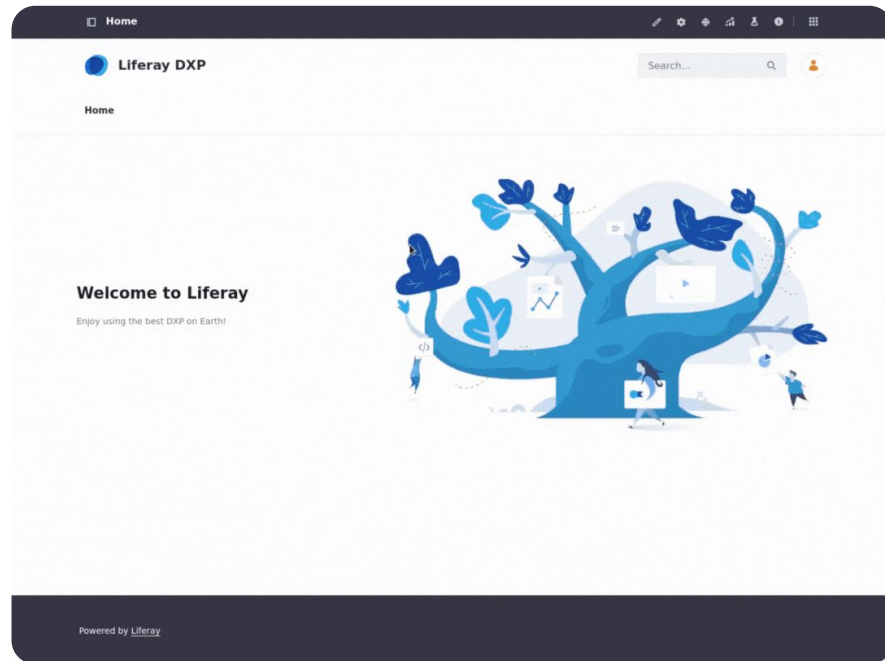 Home
Liferay DXP
Search...
Home
Welcome to Liferay
Enjoy using the best DXP on Earth!
</>
Powered by Liferay